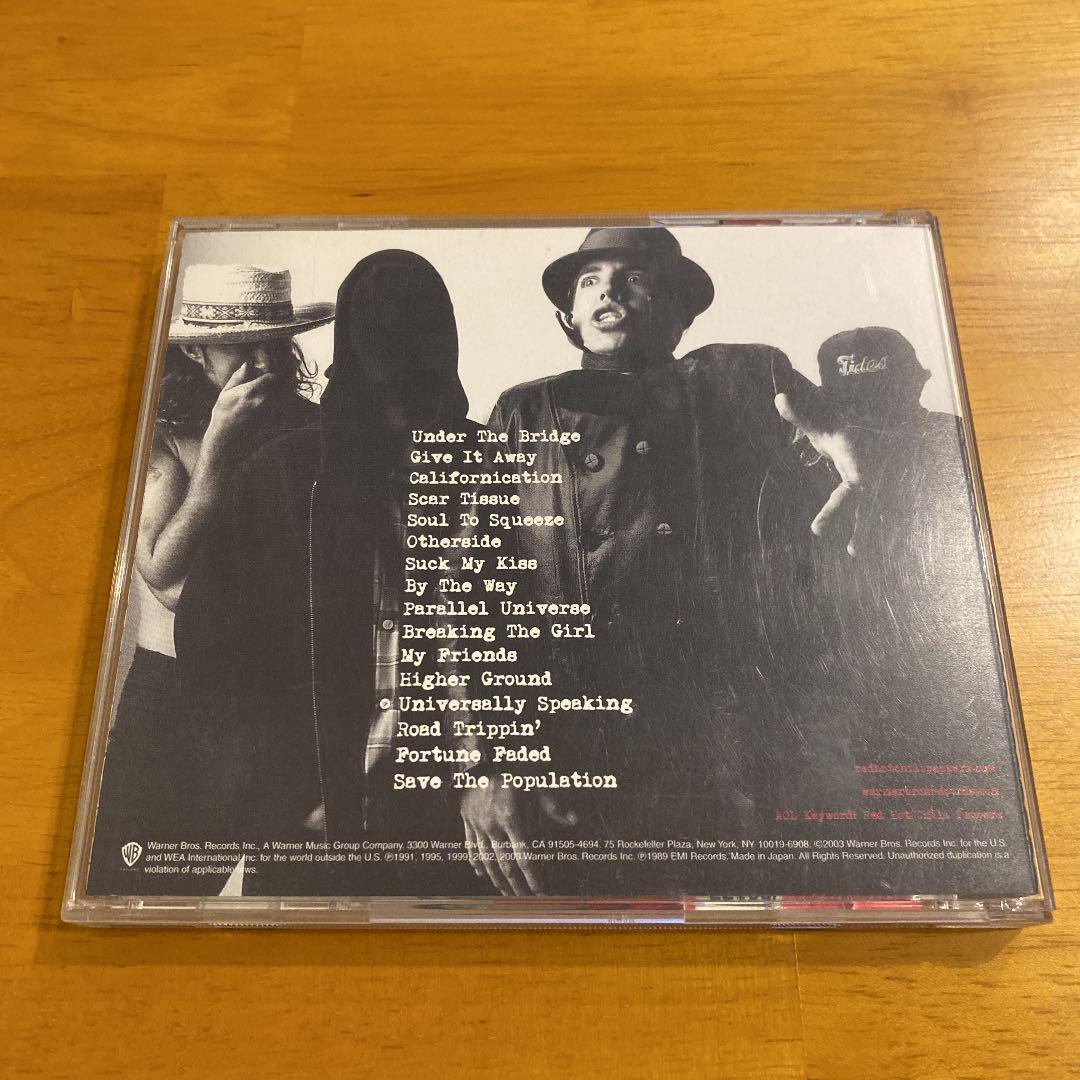 Tides
Under The Bridge
Give It Away
Californication
Scar Tissue
Soul To Squeeze
Otherside
Suck My Kiss
By The Way
Parallel Universe
Breaking The Girl
My Friends
Higher Ground
Universally Speaking
Road Trippin'
Fortune Faded
Save The Population
redhotchilipeppers.com
warnerbrosrecords.com
AOL Keyword: Red Hot Chili Peppers
WB
Warner Bros. Records Inc., A Warner Music Group Company. 3300 Warner Blvd., Burbank, CA 91505-4694. 75 Rockefeller Plaza, New York, NY 10019-6908. ©2003 Warner Bros. Records Inc. for the U.S.
and WEA International Inc. for the world outside the U.S. ℗1991, 1995, 1999, 2002, 2003 Warner Bros. Records Inc. ℗1989 EMI Records. Made in Japan. All Rights Reserved. Unauthorized duplication is a
violation of applicable laws.